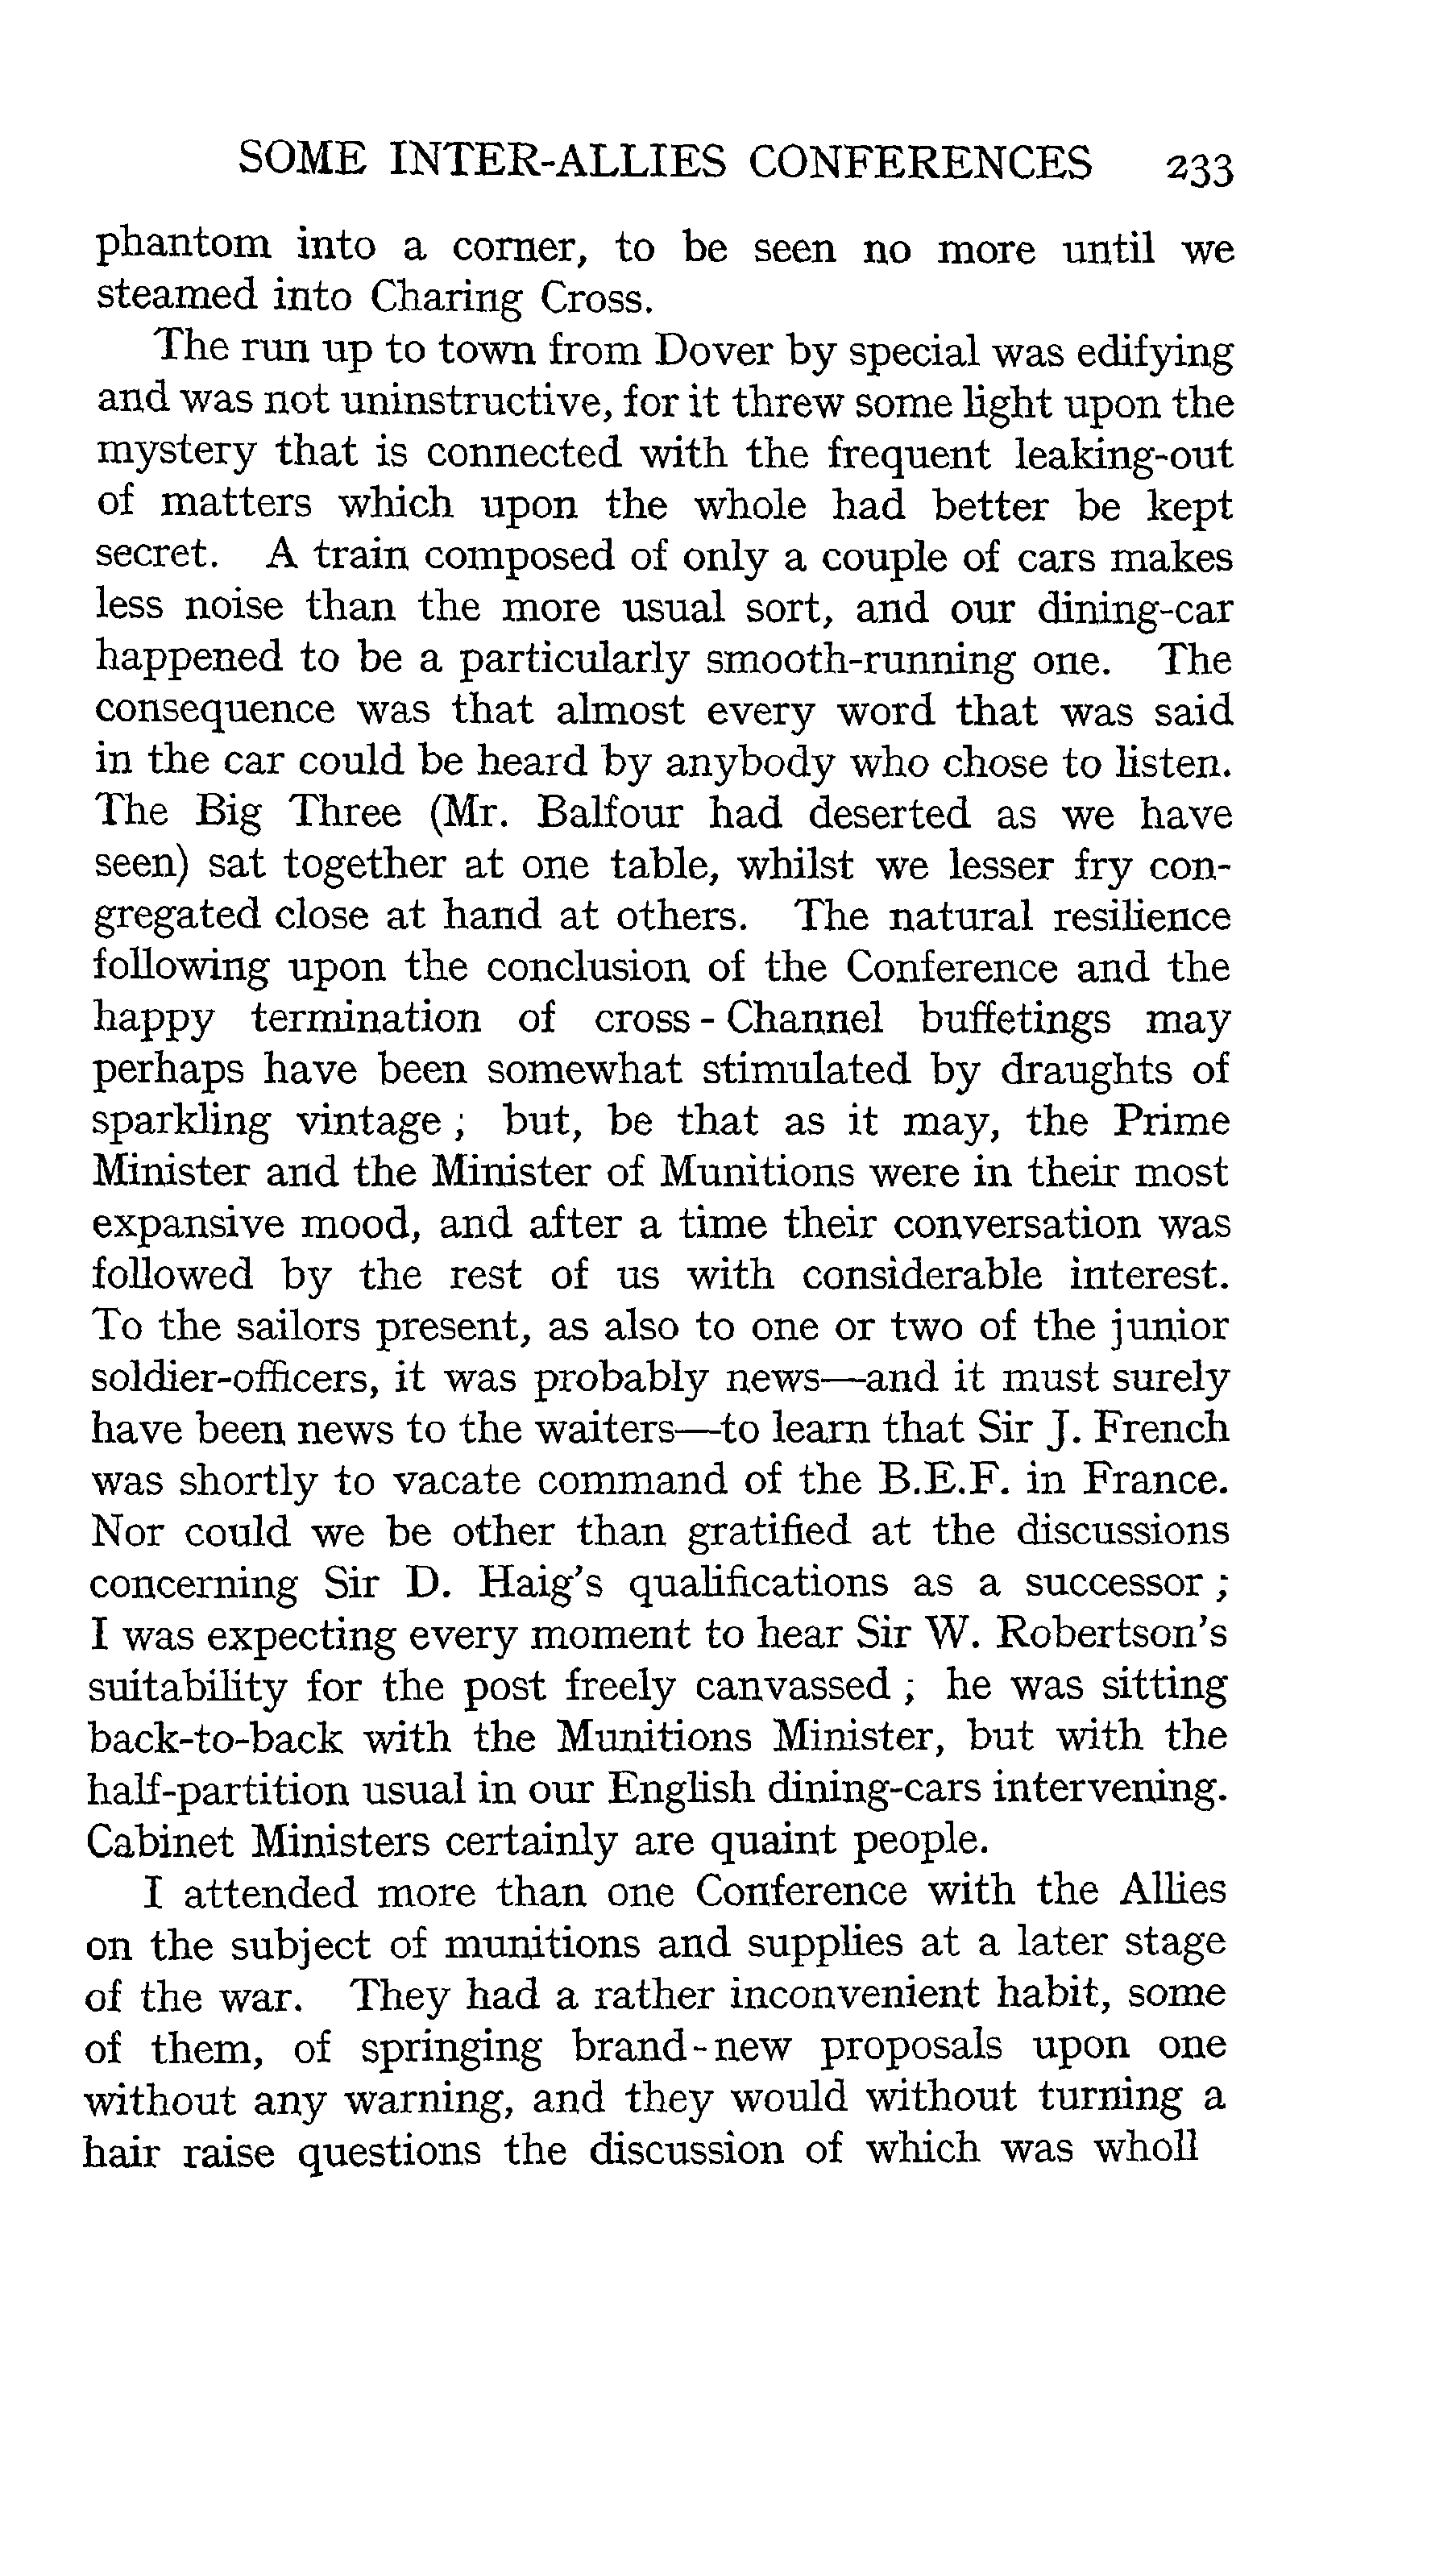 SOME INTER-ALLIES CONFERENCES 233
phantom into a corner, to be seen no more until we
steamed into Charing Cross.
The run up to town from Dover by special was edifying
and was not uninstructive, for it threw some light upon the
mystery that is connected with the frequent leaking-out
of matters which upon the whole had better be kept
secret. A train composed of only a couple of cars makes
less noise than the more usual sort, and our dining-car
happened to be a particularly smooth-running one. The
consequence was that almost every word that was said
in the car could be heard by anybody who chose to listen.
The Big Three (Mr. Balfour had deserted as we have
seen) sat together at one table, whilst we lesser fry con-
gregated close at hand at others. The natural resilience
following upon the conclusion of the Conference and the
happy termination of cross-Channel buffetings may
perhaps have been somewhat stimulated by draughts of
sparkling vintage ; but, be that as it may, the Prime
Minister and the Minister of Munitions were in their most
expansive mood, and after a time their conversation was
followed by the rest of us with considerable interest.
To the sailors present, as also to one or two of the junior
soldier-officers, it was probably news—and it must surely
have been news to the waiters—to learn that Sir J. French
was shortly to vacate command of the B.E.F. in France.
Nor could we be other than gratified at the discussions
concerning Sir D. Haig's qualifications as a successor ;
I was expecting every moment to hear Sir W. Robertson's
suitability for the post freely canvassed ; he was sitting
back-to-back with the Munitions Minister, but with the
half-partition usual in our English dining-cars intervening.
Cabinet Ministers certainly are quaint people.
I attended more than one Conference with the Allies
on the subject of munitions and supplies at a later stage
of the war. They had a rather inconvenient habit, some
of them, of springing brand-new proposals upon one
without any warning, and they would without turning a
hair raise questions the discussion of which was wholl